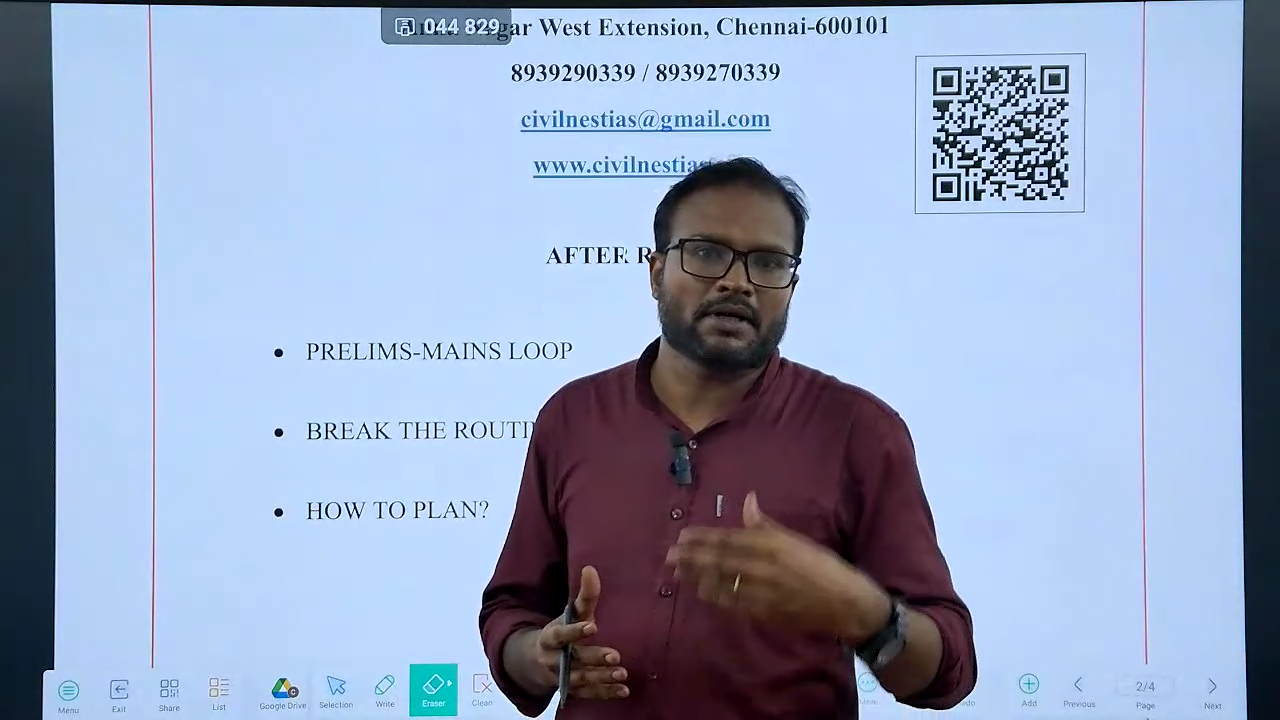 044 829
gar West Extension, Chennai-600101
8939290339 / 8939270339
civilnestias@gmail.com
www.civilnestias
AFTER R
• PRELIMS-MAINS LOOP
• BREAK THE ROUTI
• HOW TO PLAN?
Menu
Exit
Share
List
Google Drive
Selection
Write
Eraser
Clean
Add
Previous
2/4
Page
Next